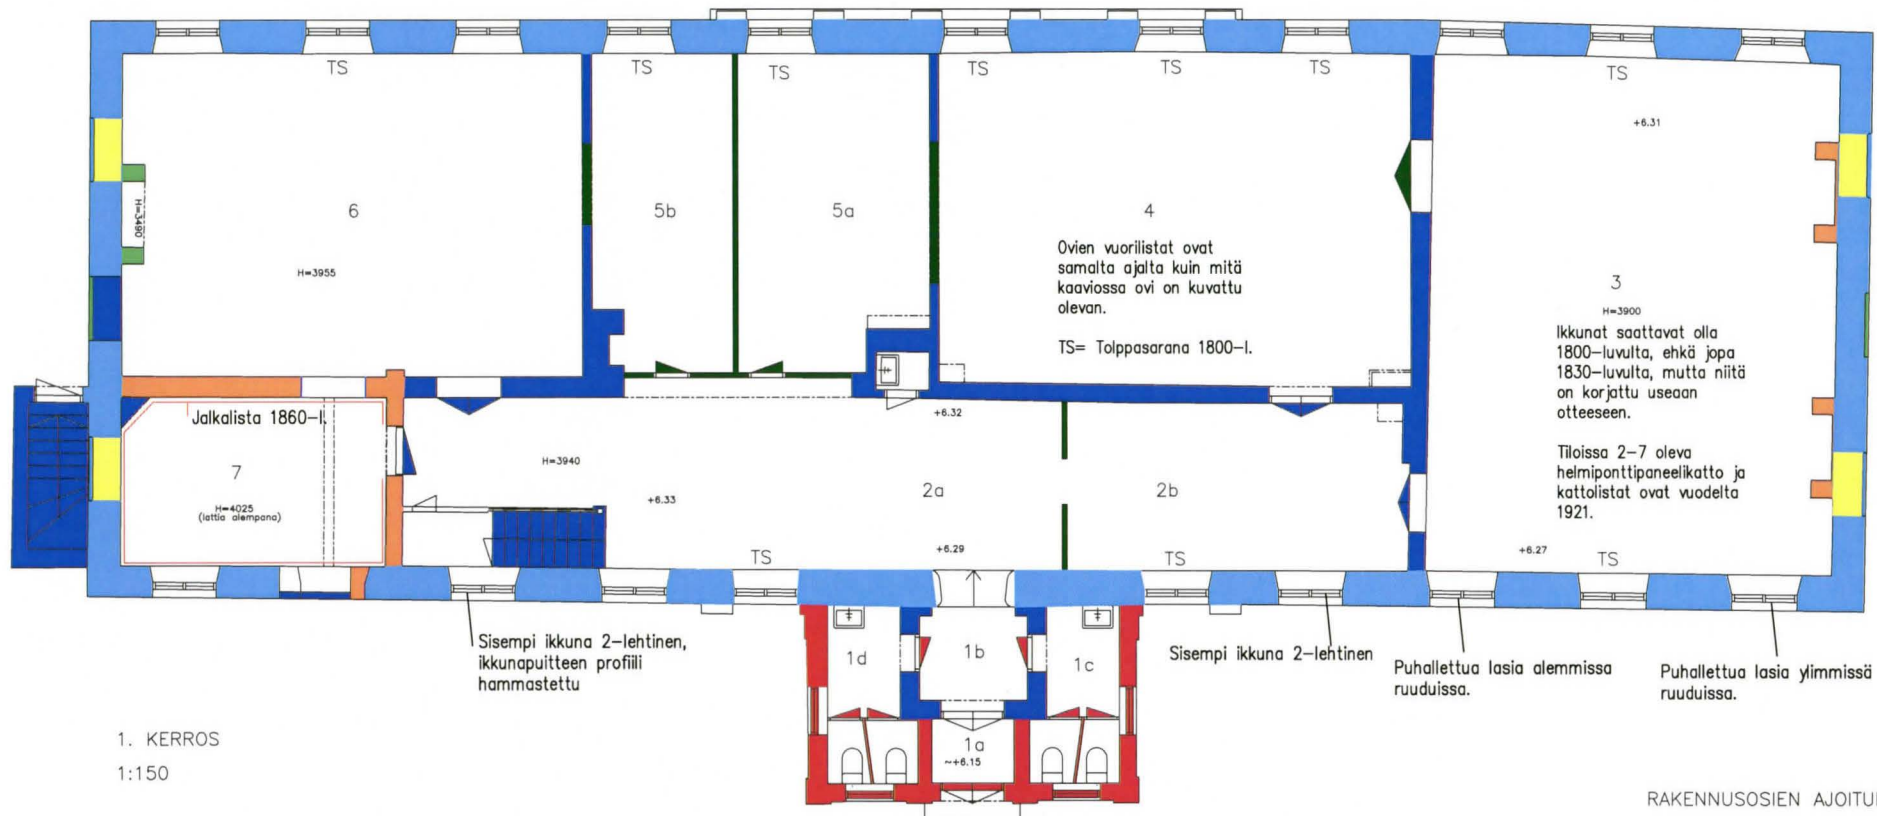 TS
TS
TS
TS
TS
TS
TS
+6.31
6
5b
5a
4
H=3490
H=3955
Ovien vuorilistat ovat
samalta ajalta kuin mitä
kaaviossa ovi on kuvattu
olevan.
TS= Tolppasarana 1800-l.
3
H=3900
Ikkunat saattavat olla
1800-luvulta, ehkä jopa
1830-luvulta, mutta niitä
on korjattu useaan
otteeseen.
Tiloissa 2-7 oleva
helmiponttipaneelikatto ja
kattolistat ovat vuodelta
1921.
Jalkalista 1860-l.
+6.32
7
H=4025
(lattia alempana)
H=3940
+6.33
2a
2b
TS
+6.29
TS
+6.27
TS
Sisempi ikkuna 2-lehtinen,
ikkunapuitteen profiili
hammastettu
1d
1b
1c
Sisempi ikkuna 2-lehtinen
Puhallettua lasia alemmissa
ruuduissa.
Puhallettua lasia ylimmissä
ruuduissa.
1a
~+6.15
1. KERROS
1:150
RAKENNUSOSIEN